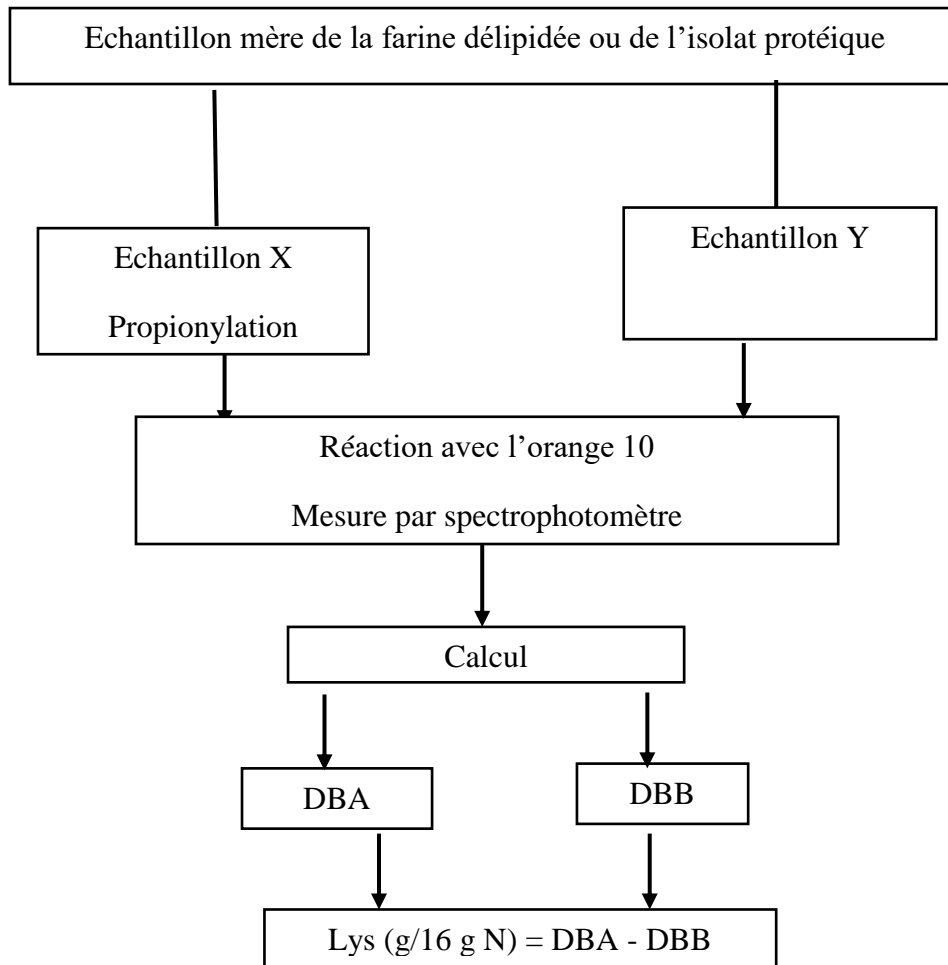 Echantillon mère de la farine délipidée ou de l’isolat protéique
Echantillon X
Propionylation
Echantillon Y
Réaction avec l’orange 10
Mesure par spectrophotomètre
Calcul
DBA
DBB
Lys (g/16 g N) = DBA - DBB